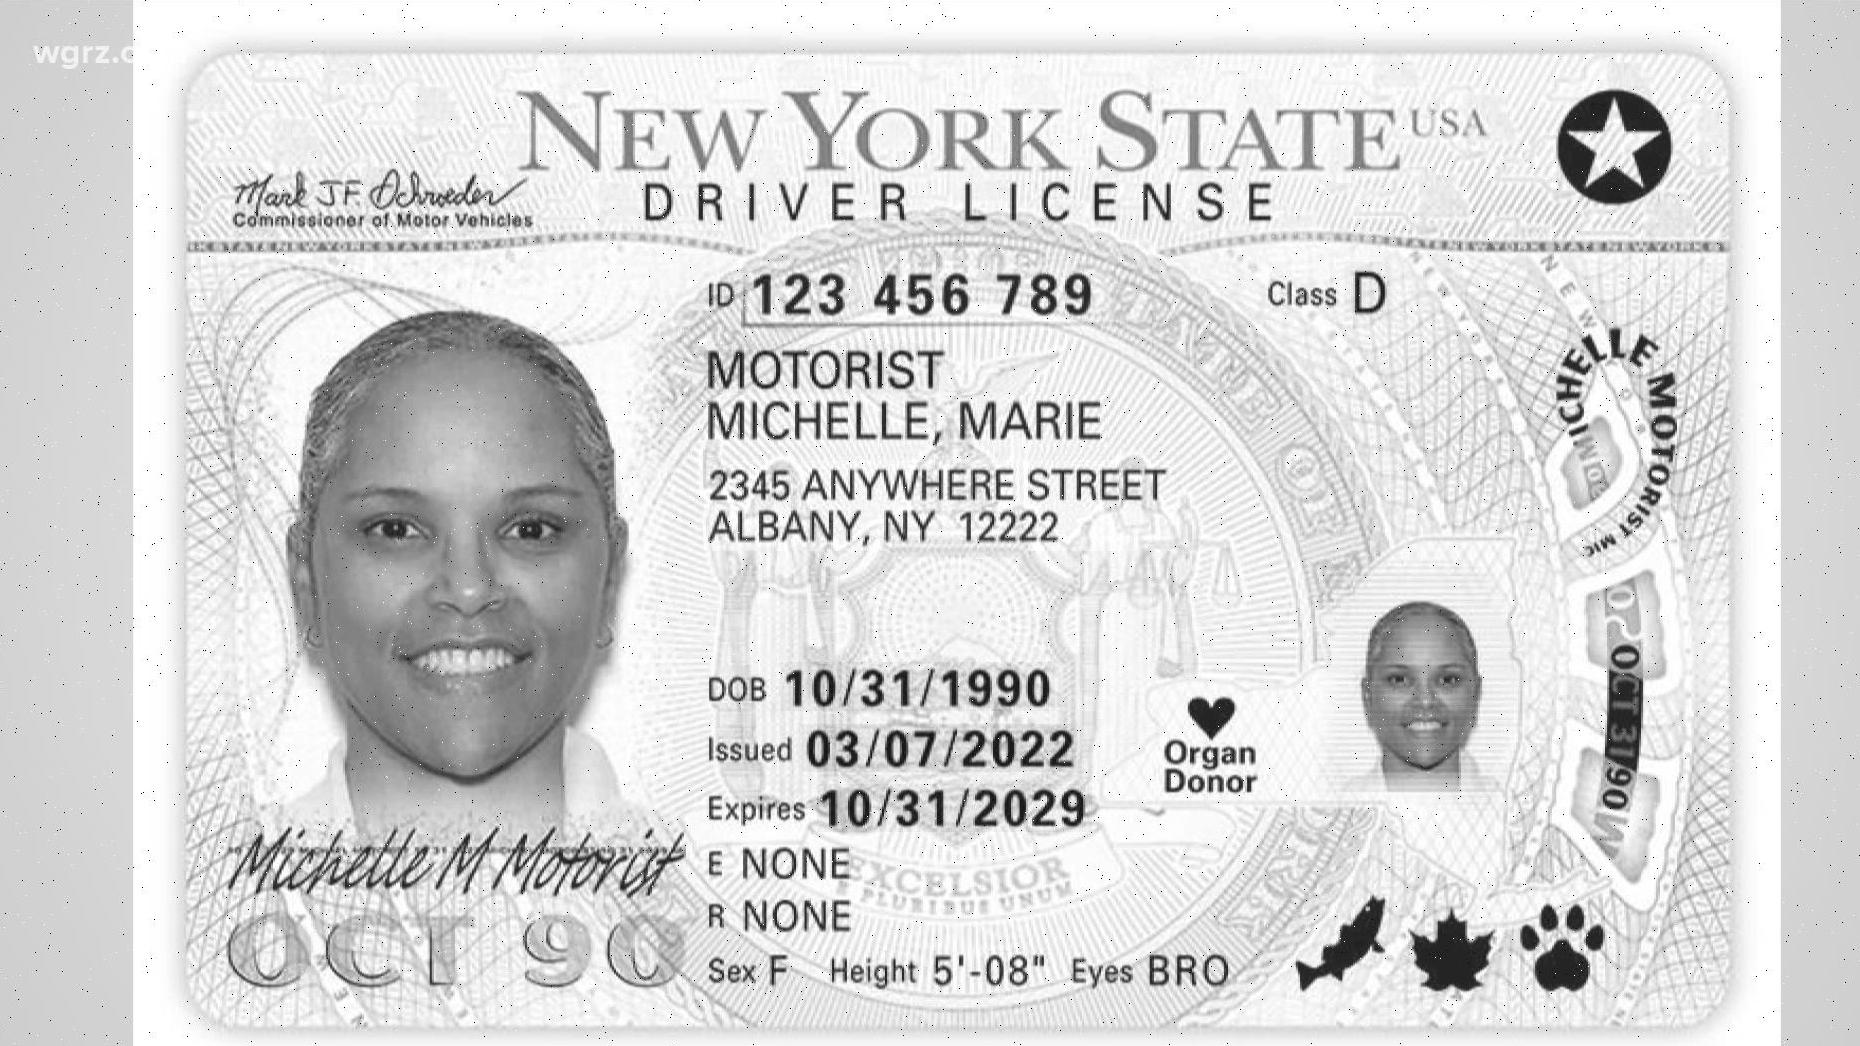 wgrz.c
NEW YORK STATE USA
DRIVER LICENSE
Mark J.F. Schroeder
Commissioner of Motor Vehicles
ID 123 456 789
Class D
MOTORIST
MICHELLE, MARIE
2345 ANYWHERE STREET
ALBANY, NY 12222
DOB 10/31/1990
Issued 03/07/2022
Expires 10/31/2029
Organ
Donor
E NONE
R NONE
Sex F Height 5'-08" Eyes BRO
Michelle M Motorist
OCT 90
EXCELSIOR
E PLURIBUS UNUM
MICHELLE MOTORIST MIC
OCT 31 90